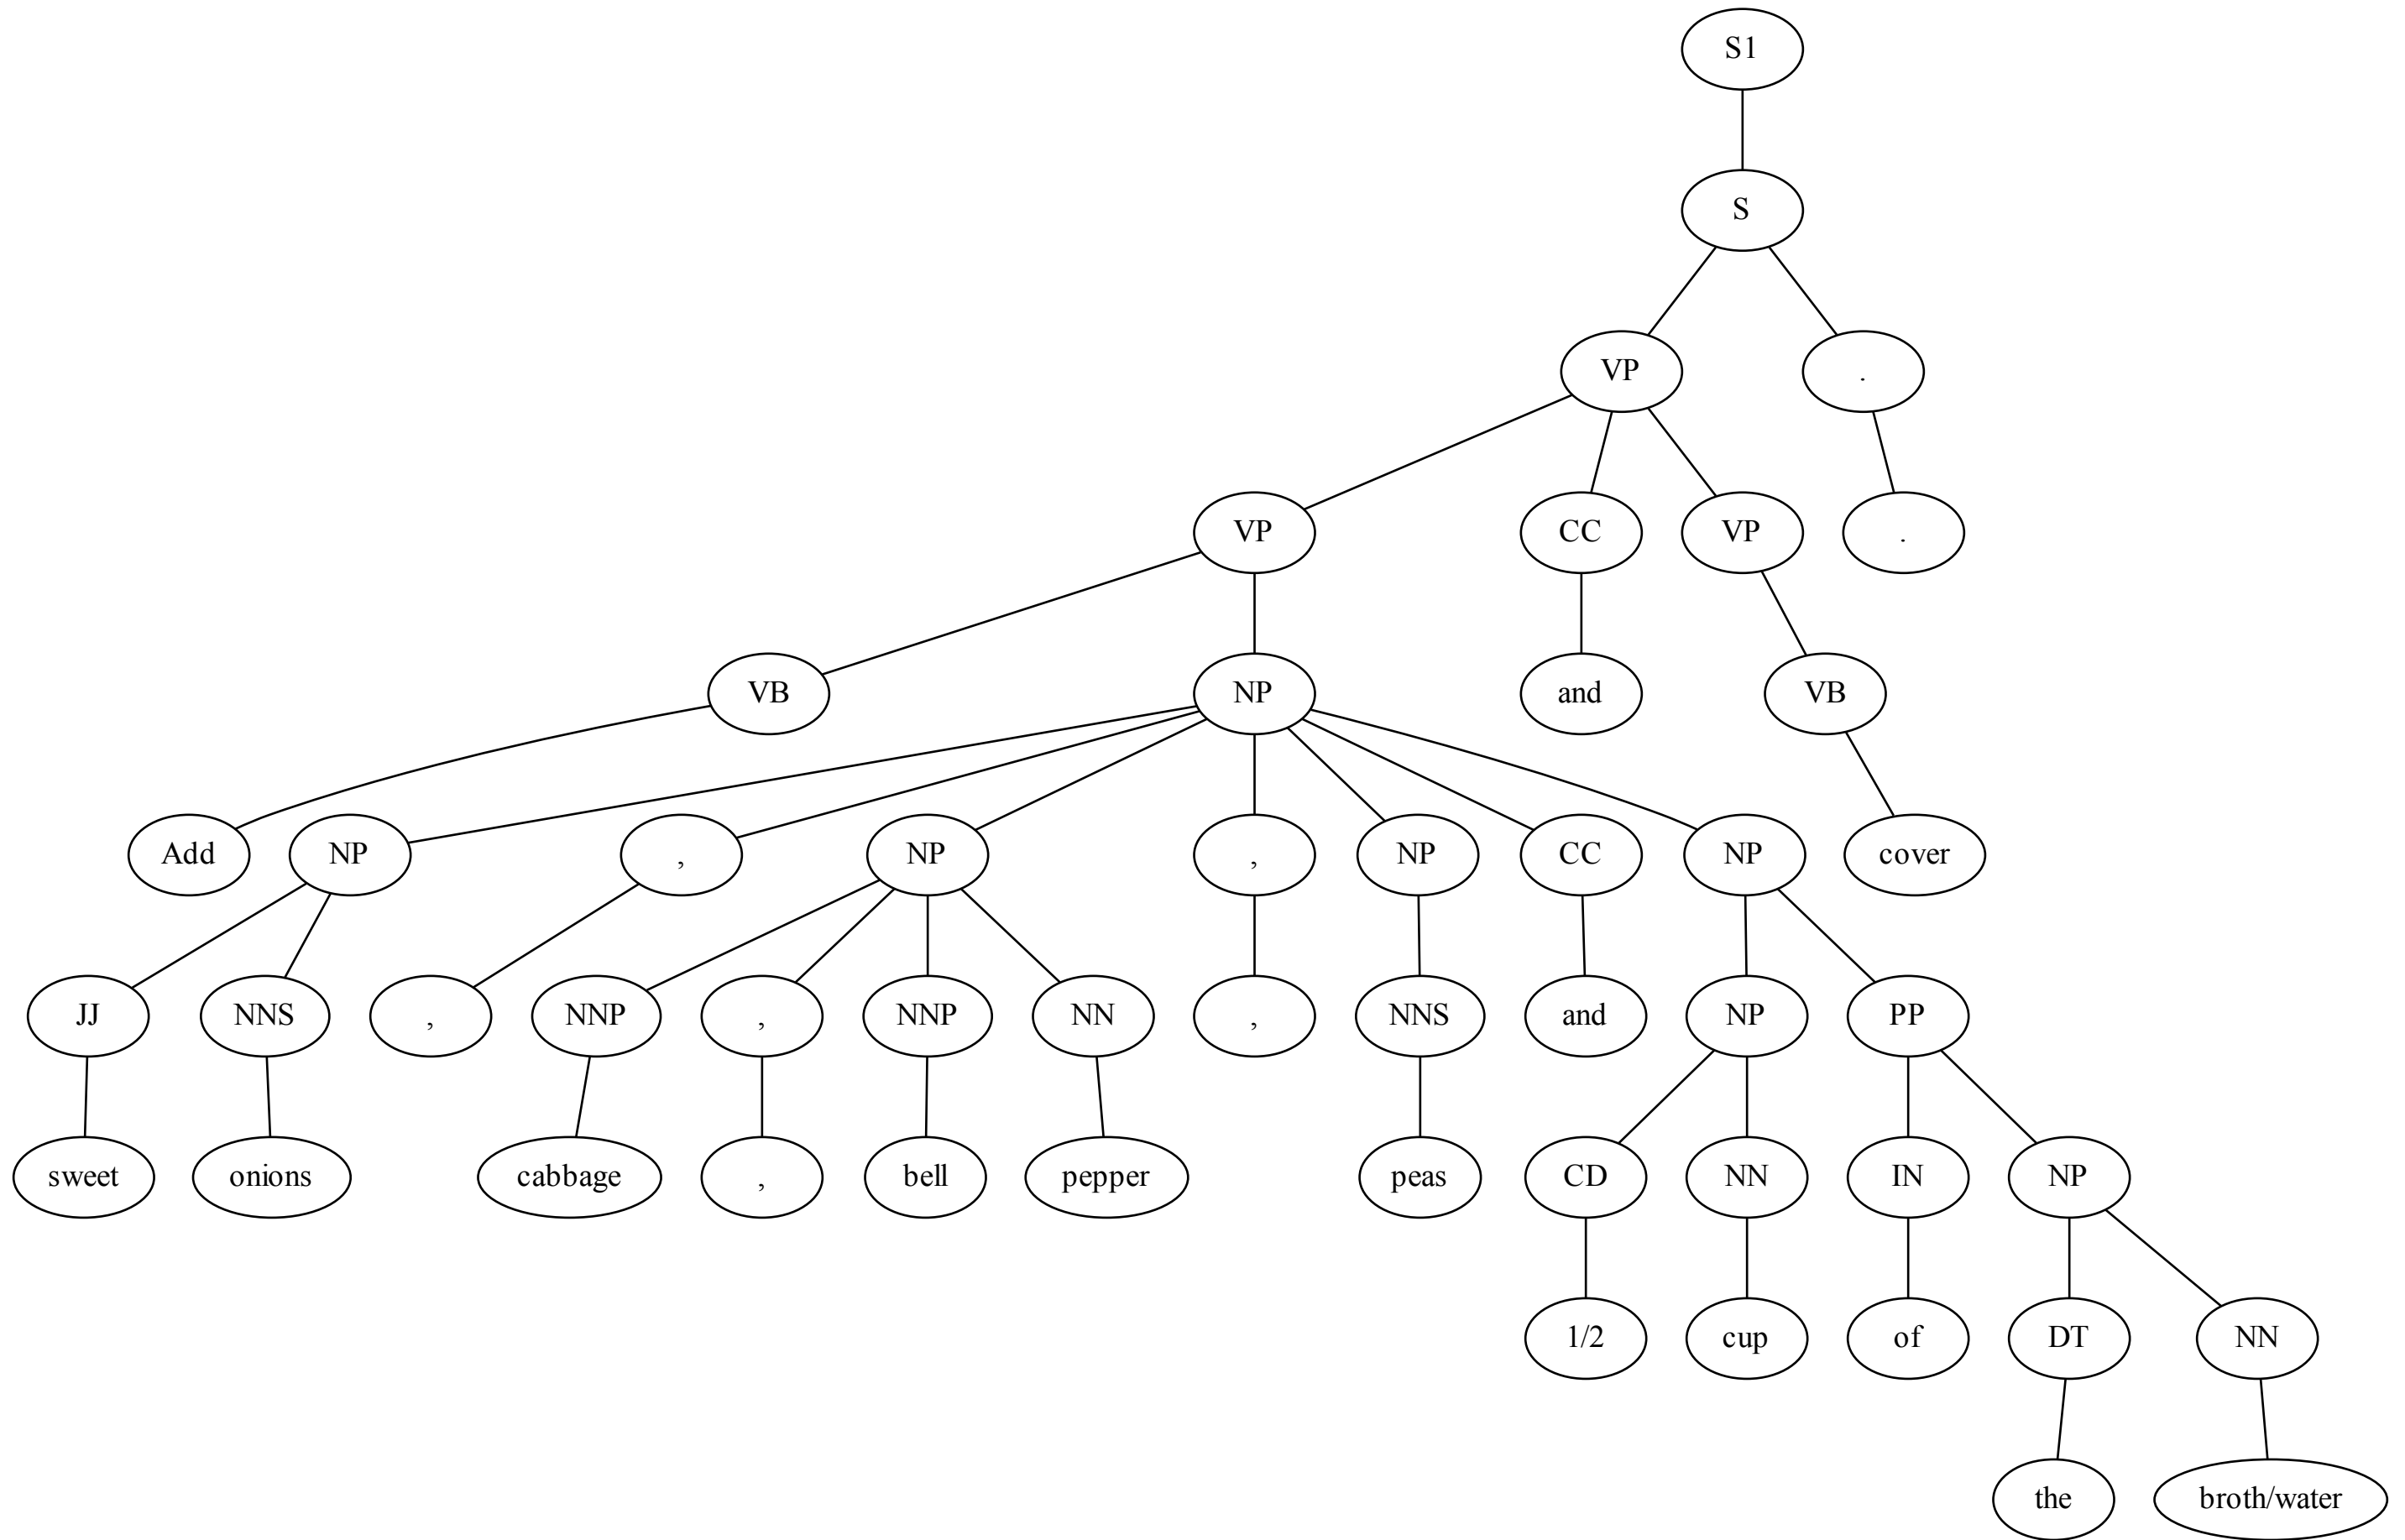 S1
S
VP .
VP CC VP .
VB NP and VB
Add NP , NP , NP CC NP cover
JJ NNS , NNP , NNP NN , NNS and NP PP
sweet onions cabbage , bell pepper peas CD NN IN NP
1/2 cup of DT NN
the broth/water